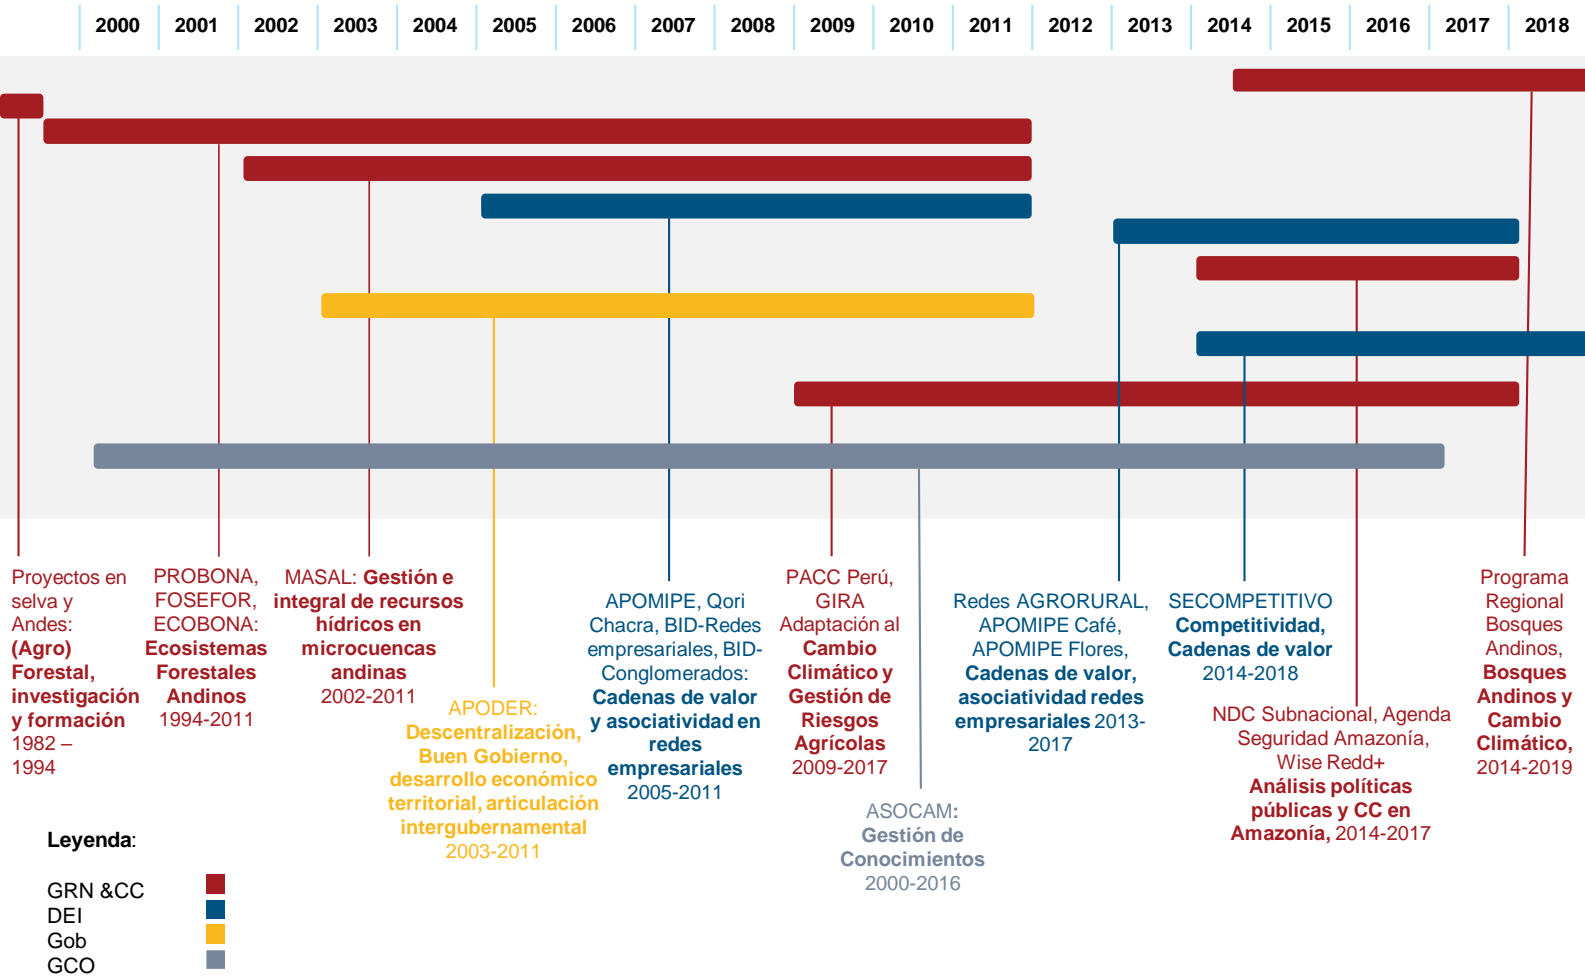 2000 2001 2002 2003 2004 2005 2006 2007 2008 2009 2010 2011 2012 2013 2014 2015 2016 2017 2018
Proyectos en
selva y
Andes:
(Agro)
Forestal,
investigación
y formación
1982 –
1994
PROBONA,
FOSEFOR,
ECOBONA:
Ecosistemas
Forestales
Andinos
1994-2011
MASAL: Gestión e
integral de recursos
hídricos en
microcuencas
andinas
2002-2011
APODER:
Descentralización,
Buen Gobierno,
desarrollo económico
territorial, articulación
intergubernamental
2003-2011
APOMIPE, Qori
Chacra, BID-Redes
empresariales, BID-
Conglomerados:
Cadenas de valor
y asociatividad en
redes
empresariales
2005-2011
PACC Perú,
GIRA
Adaptación al
Cambio
Climático y
Gestión de
Riesgos
Agrícolas
2009-2017
ASOCAM:
Gestión de
Conocimientos
2000-2016
Redes AGRORURAL,
APOMIPE Café,
APOMIPE Flores,
Cadenas de valor,
asociatividad redes
empresariales 2013-
2017
SECOMPETITIVO
Competitividad,
Cadenas de valor
2014-2018
NDC Subnacional, Agenda
Seguridad Amazonía,
Wise Redd+
Análisis políticas
públicas y CC en
Amazonía, 2014-2017
Programa
Regional
Bosques
Andinos,
Bosques
Andinos y
Cambio
Climático,
2014-2019
Leyenda:
GRN &CC
DEI
Gob
GCO